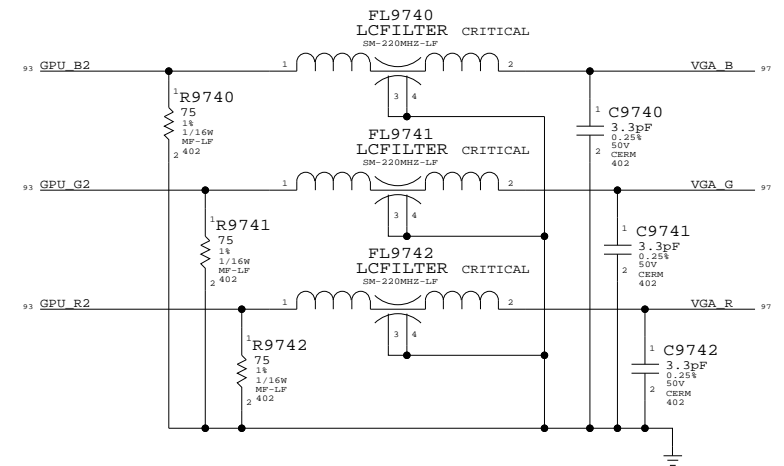 FL9740
LCFILTER CRITICAL
SM-220MHZ-LF
93 GPU_B2 1 2 VGA_B 97
3 4
1 R9740
75
1%
1/16W
MF-LF
2 402
1 C9740
3.3pF
0.25%
50V
CERM
402
2
FL9741
LCFILTER CRITICAL
SM-220MHZ-LF
93 GPU_G2 1 2 VGA_G 97
3 4
1 R9741
75
1%
1/16W
MF-LF
2 402
1 C9741
3.3pF
0.25%
50V
CERM
402
2
FL9742
LCFILTER CRITICAL
SM-220MHZ-LF
93 GPU_R2 1 2 VGA_R 97
3 4
1 R9742
75
1%
1/16W
MF-LF
2 402
1 C9742
3.3pF
0.25%
50V
CERM
402
2